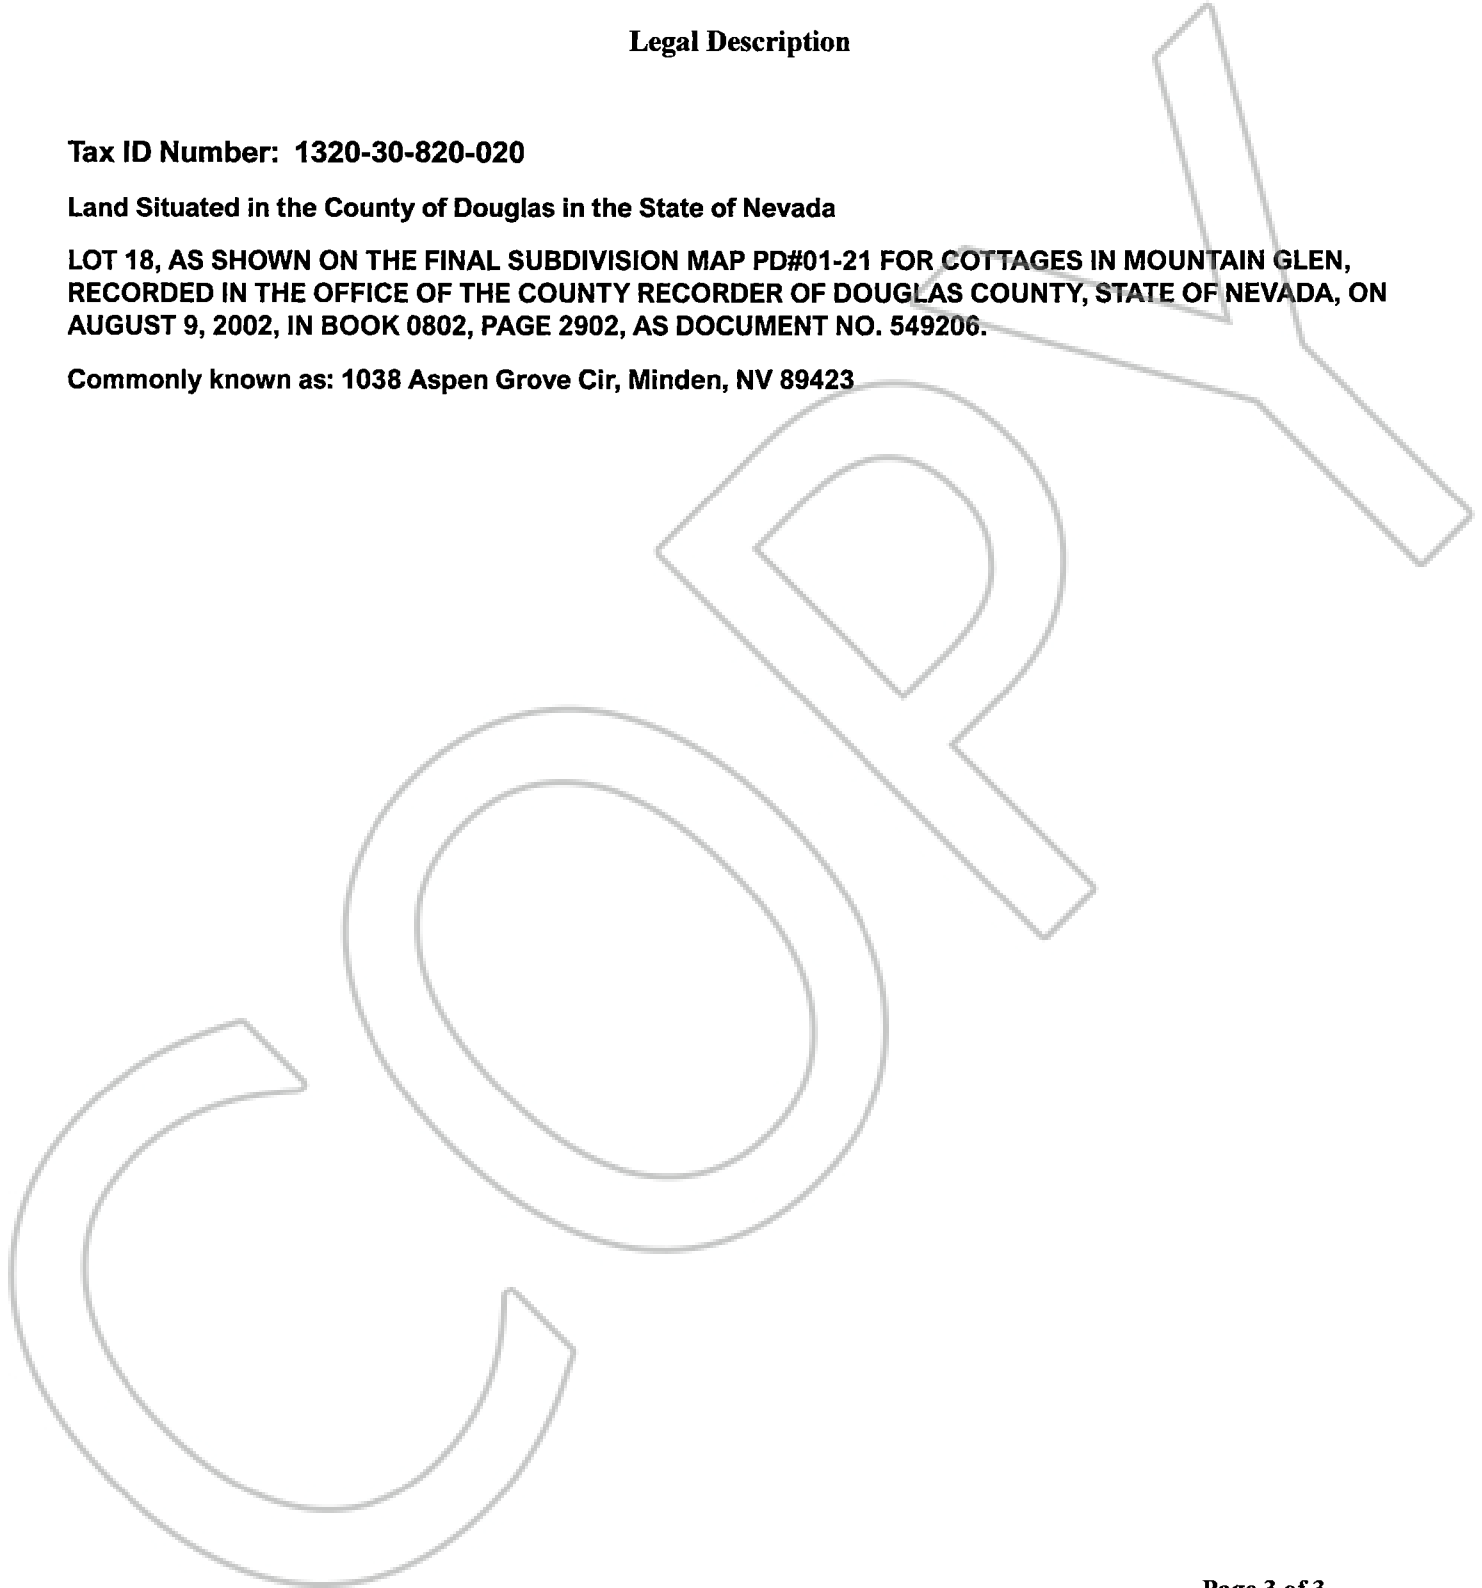 Legal Description
Tax ID Number: 1320-30-820-020
Land Situated in the County of Douglas in the State of Nevada
LOT 18, AS SHOWN ON THE FINAL SUBDIVISION MAP PD#01-21 FOR COTTAGES IN MOUNTAIN GLEN,
RECORDED IN THE OFFICE OF THE COUNTY RECORDER OF DOUGLAS COUNTY, STATE OF NEVADA, ON
AUGUST 9, 2002, IN BOOK 0802, PAGE 2902, AS DOCUMENT NO. 549206.
Commonly known as: 1038 Aspen Grove Cir, Minden, NV 89423
COPY
Page 3 of 3